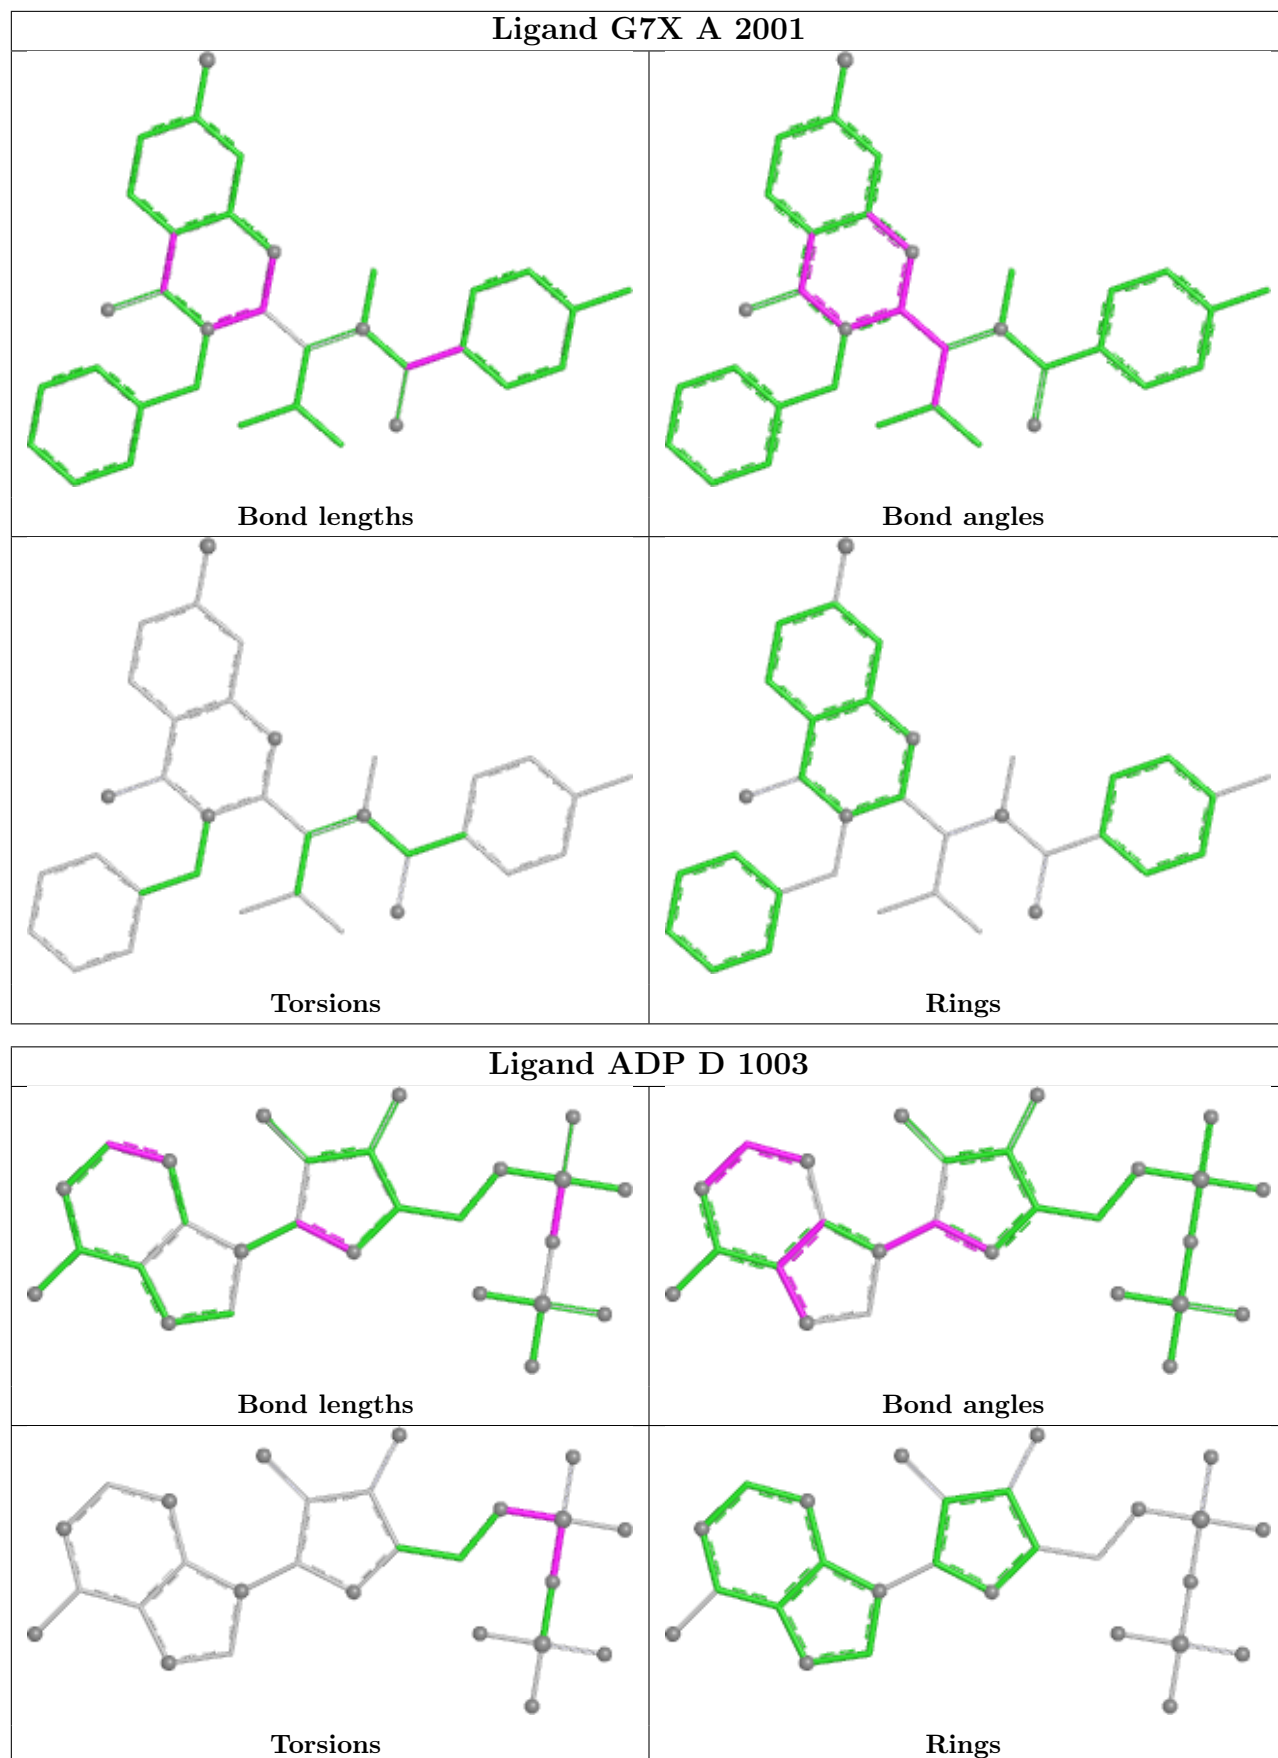 Ligand G7X A 2001
Bond lengths
Bond angles
Torsions
Rings
Ligand ADP D 1003
Bond lengths
Bond angles
Torsions
Rings